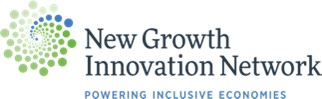 New Growth
Innovation Network
POWERING INCLUSIVE ECONOMIES